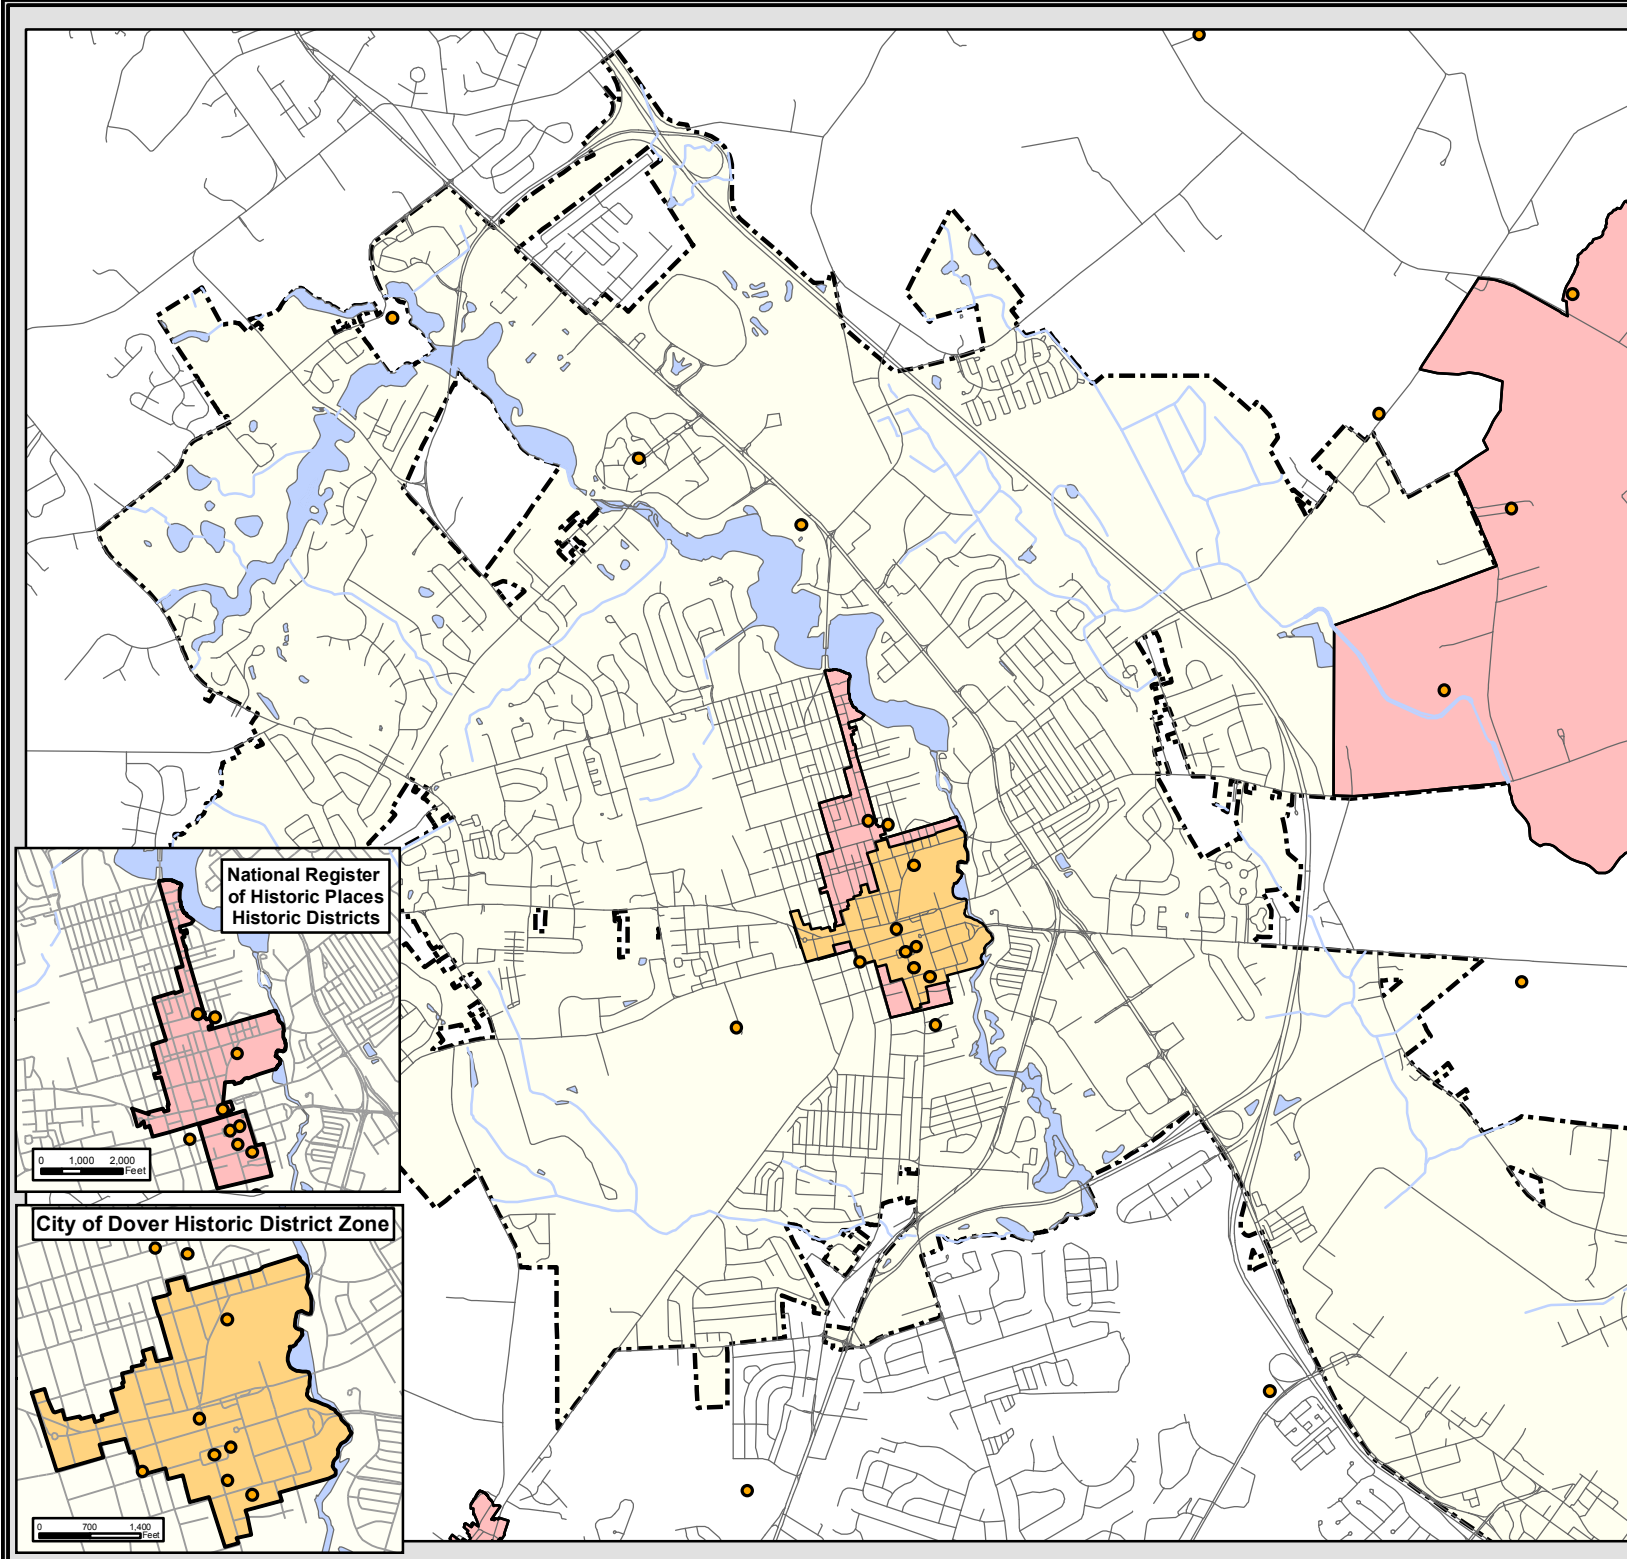 National Register
of Historic Places
Historic Districts
0 1,000 2,000
Feet
City of Dover Historic District Zone
0 700 1,400
Feet